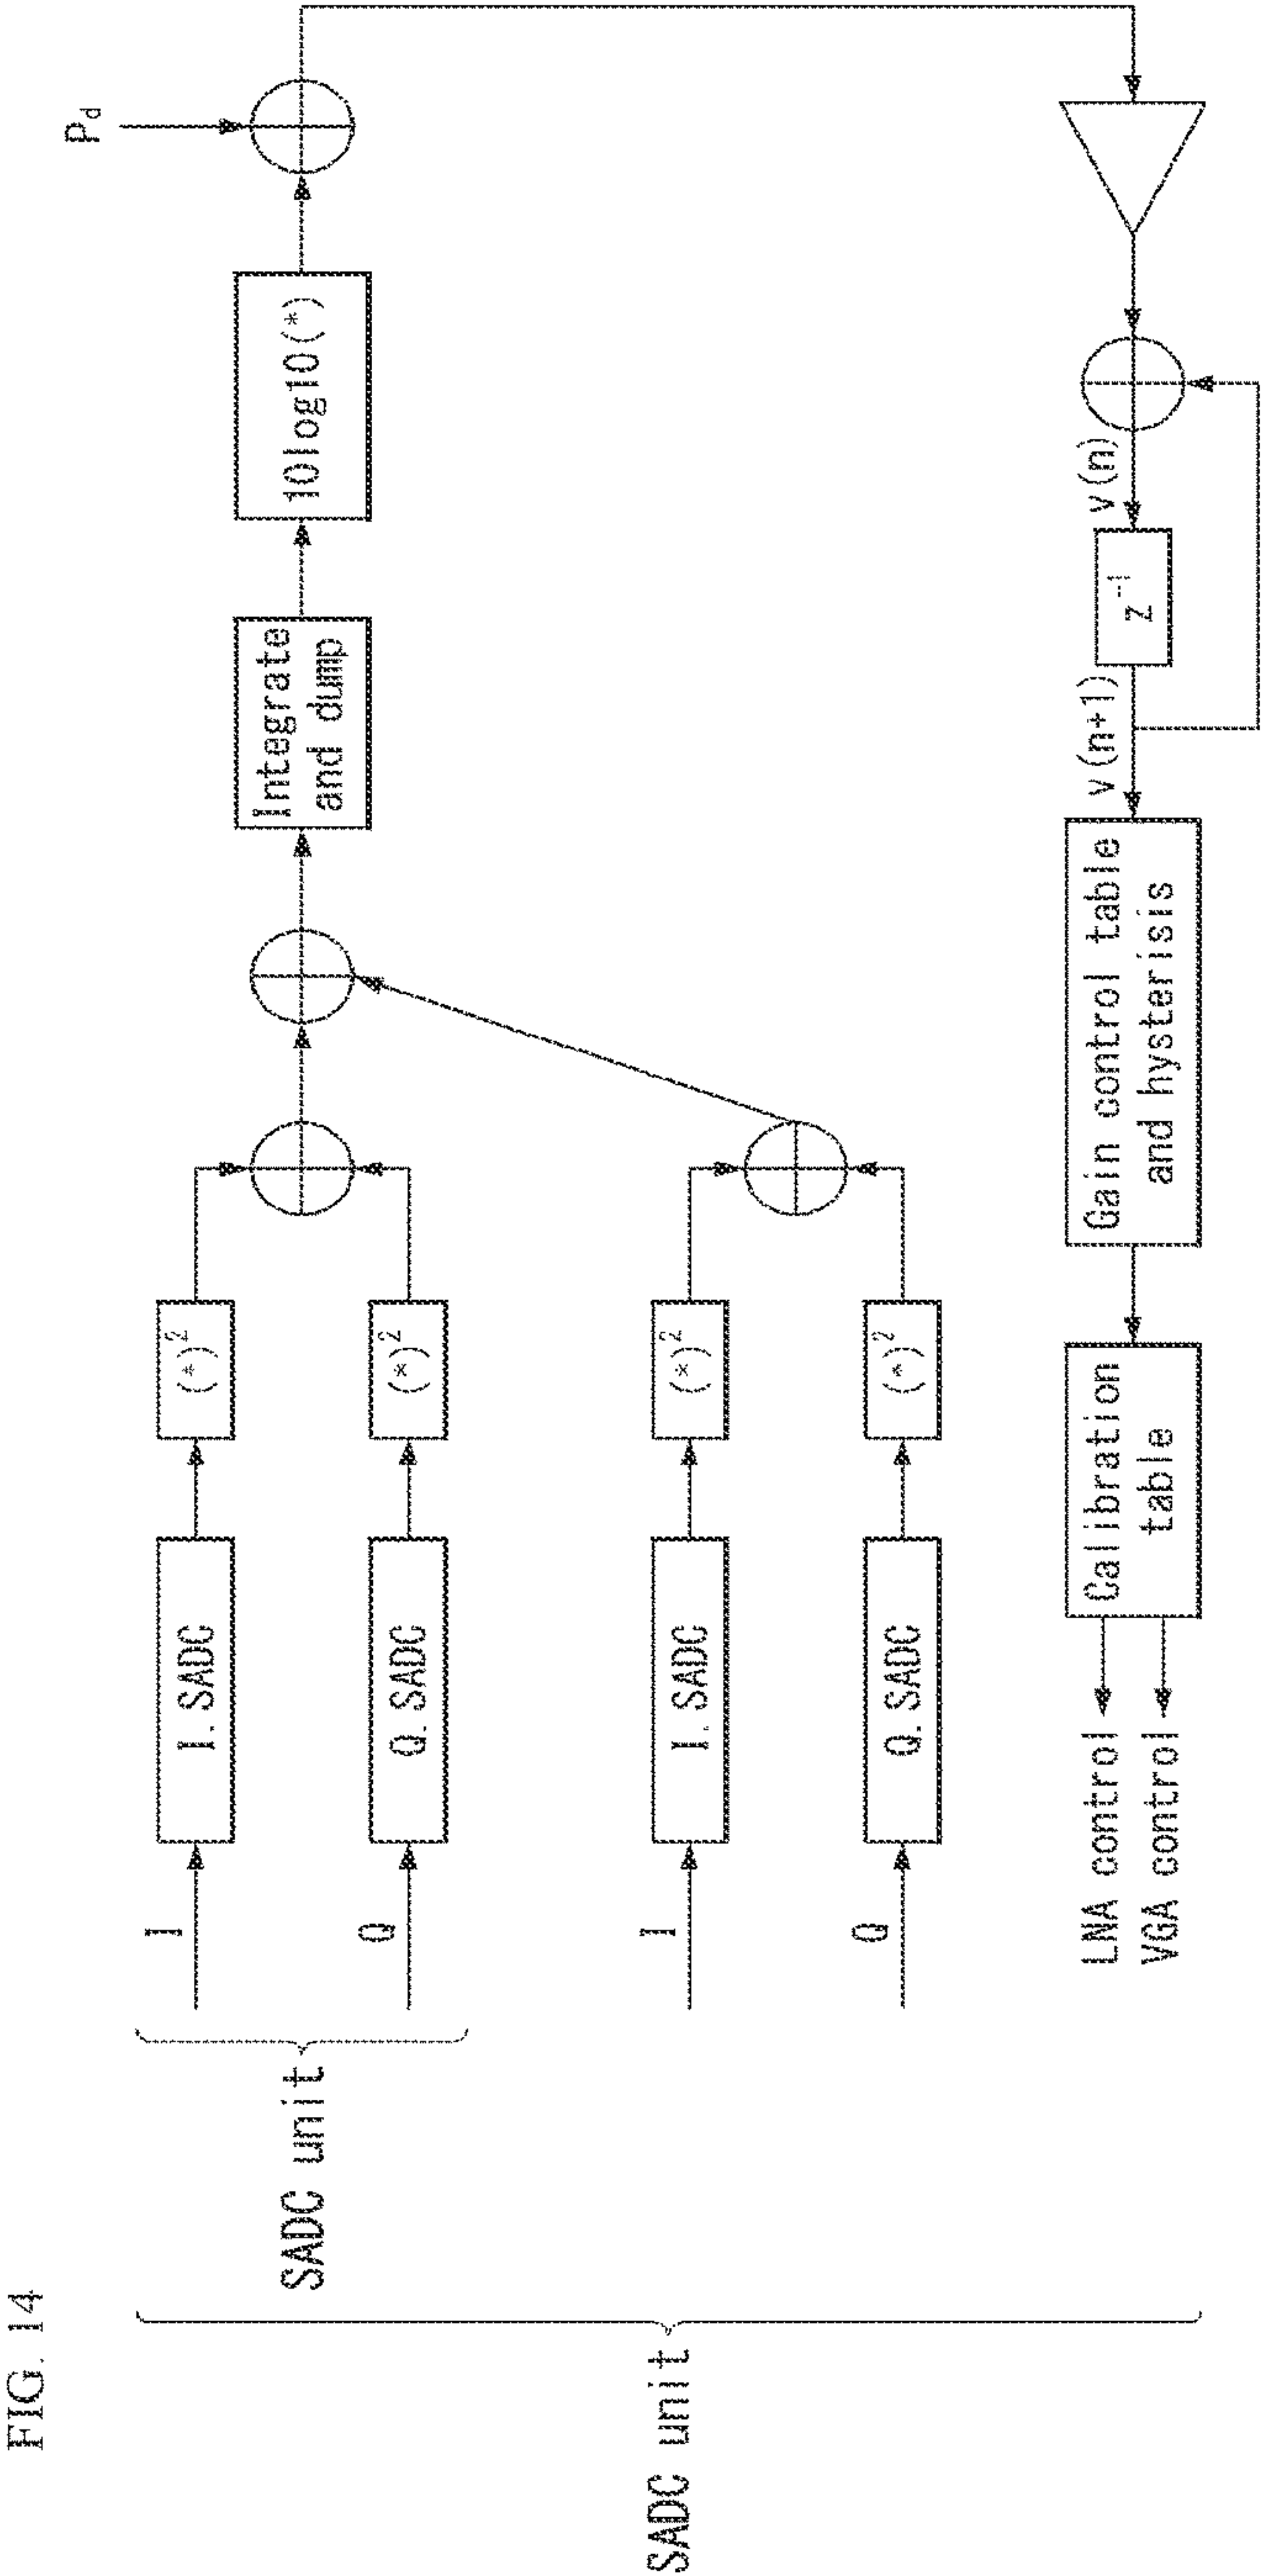 FIG. 14
SADC unit
SADC unit
I
I. SADC
(*)²
Q
Q. SADC
(*)²
I
I. SADC
(*)²
Q
Q. SADC
(*)²
Integrate
and dump
10log10(*)
Pd
LNA control
VGA control
Calibration
table
Gain control table
and hysterisis
v(n+1)
z⁻¹
v(n)